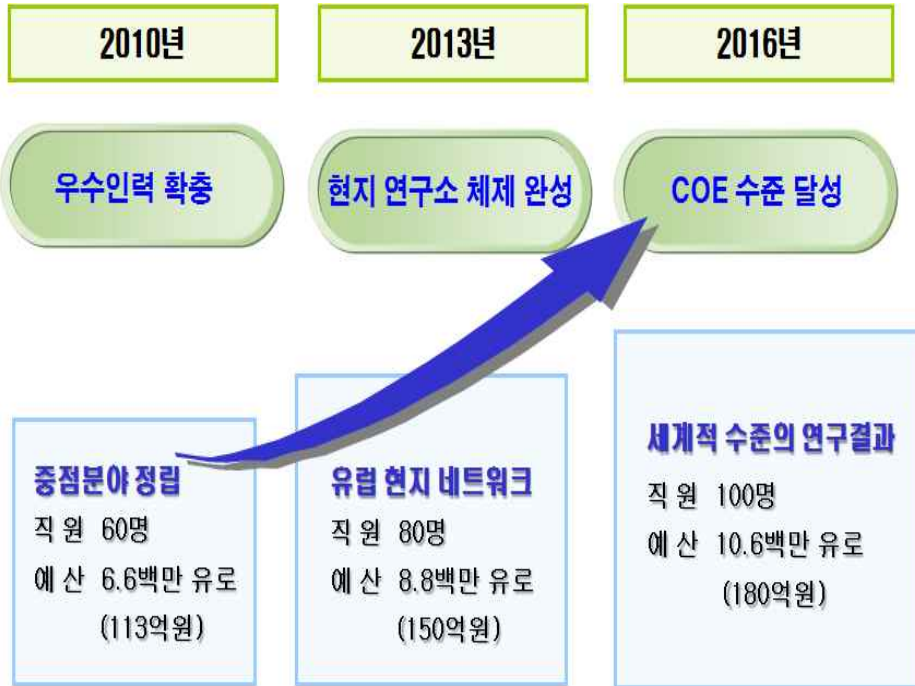 2010년
2013년
2016년
우수인력 확충
현지 연구소 체제 완성
COE 수준 달성
중점분야 정립
직 원 60명
예 산 6.6백만 유로
(113억원)
유럽 현지 네트워크
직 원 80명
예 산 8.8백만 유로
(150억원)
세계적 수준의 연구결과
직 원 100명
예 산 10.6백만 유로
(180억원)